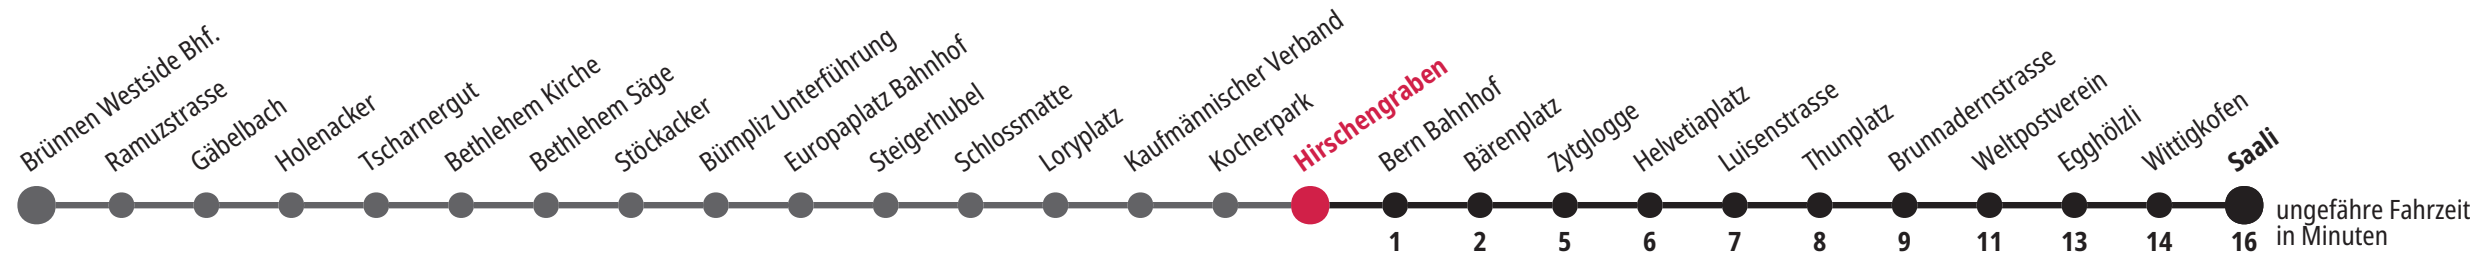 Brünnen Westside Bhf.
Ramuzstrasse
Gäbelbach
Holenacker
Tscharnergut
Bethlehem Kirche
Bethlehem Säge
Stöckacker
Bümpliz Unterführung
Europaplatz Bahnhof
Steigerhubel
Schlossmatte
Loryplatz
Kaufmännischer Verband
Kocherpark
Hirschengraben
Bern Bahnhof
Bärenplatz
Zytglogge
Helvetiaplatz
Luisenstrasse
Thunplatz
Brunnadernstrasse
Weltpostverein
Egghölzli
Wittigkofen
Saali
1 2 5 6 7 8 9 11 13 14 16
ungefähre Fahrzeit
in Minuten